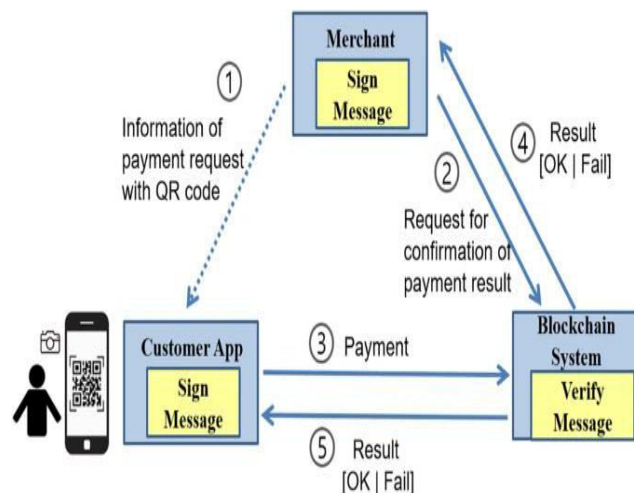 Merchant
Sign
Message
①
Information of
payment request
with QR code
②
Request for
confirmation of
payment result
④
Result
[OK | Fail]
Customer App
Sign
Message
③ Payment
Blockchain
System
Verify
Message
⑤ Result
[OK | Fail]